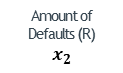 Amount of
Defaults (R)
x₂